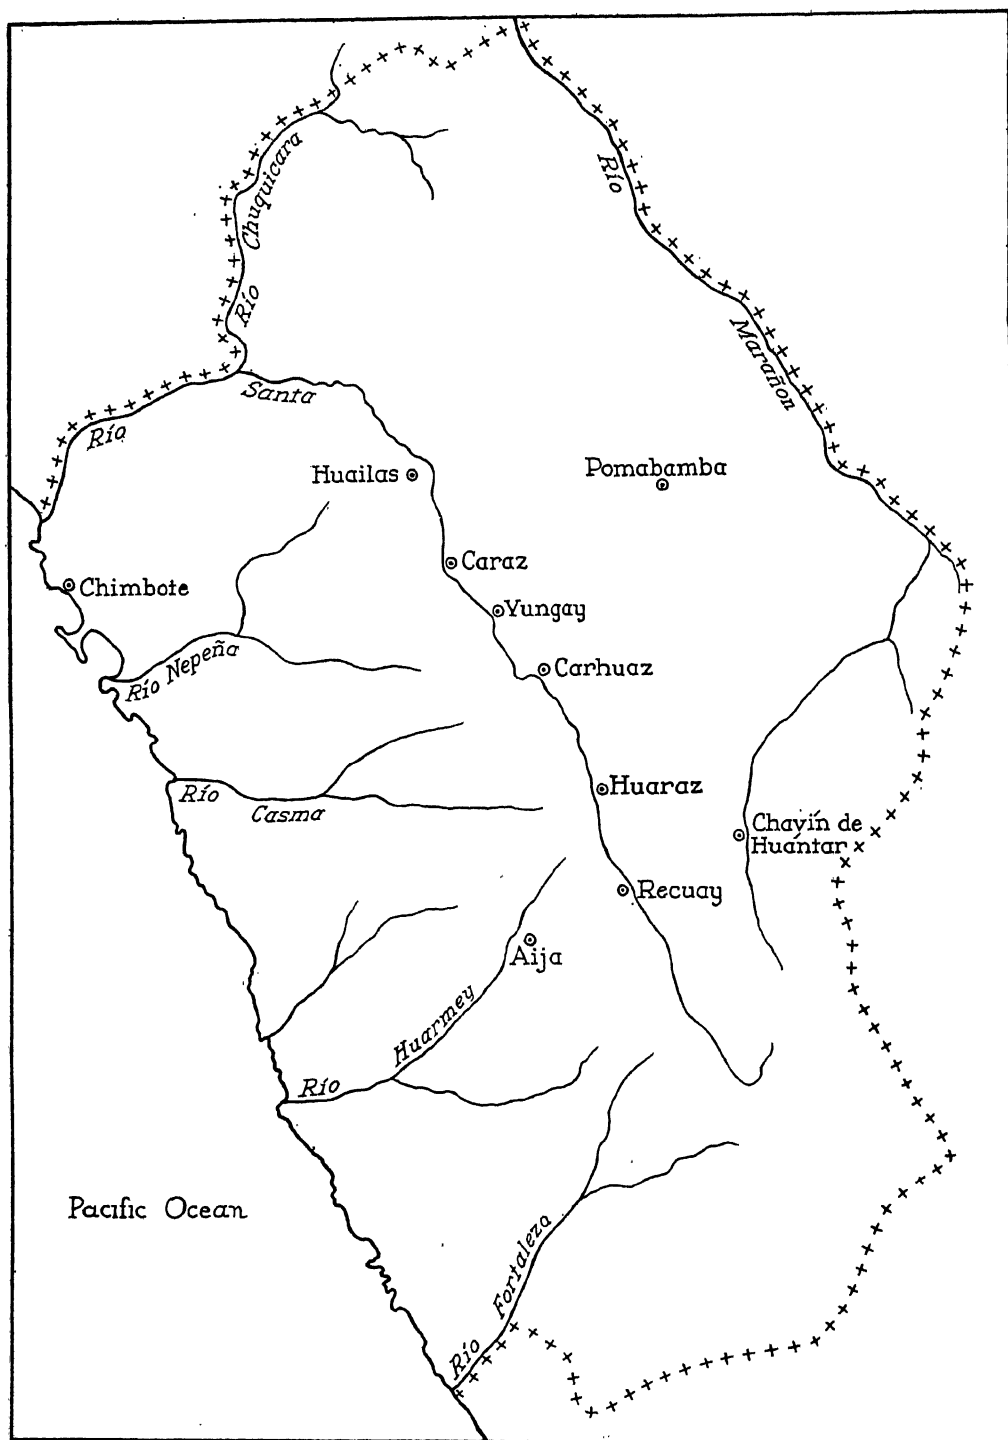 Río Chuquicara
Río
Marañon
Río Santa
Huailas
Pomabamba
Caraz
Chimbote
Yungay
Río Nepeña
Carhuaz
Huaraz
Río Casma
Chavín de
Huántar
Recuay
Aija
Río Huarmey
Pacific Ocean
Río Fortaleza